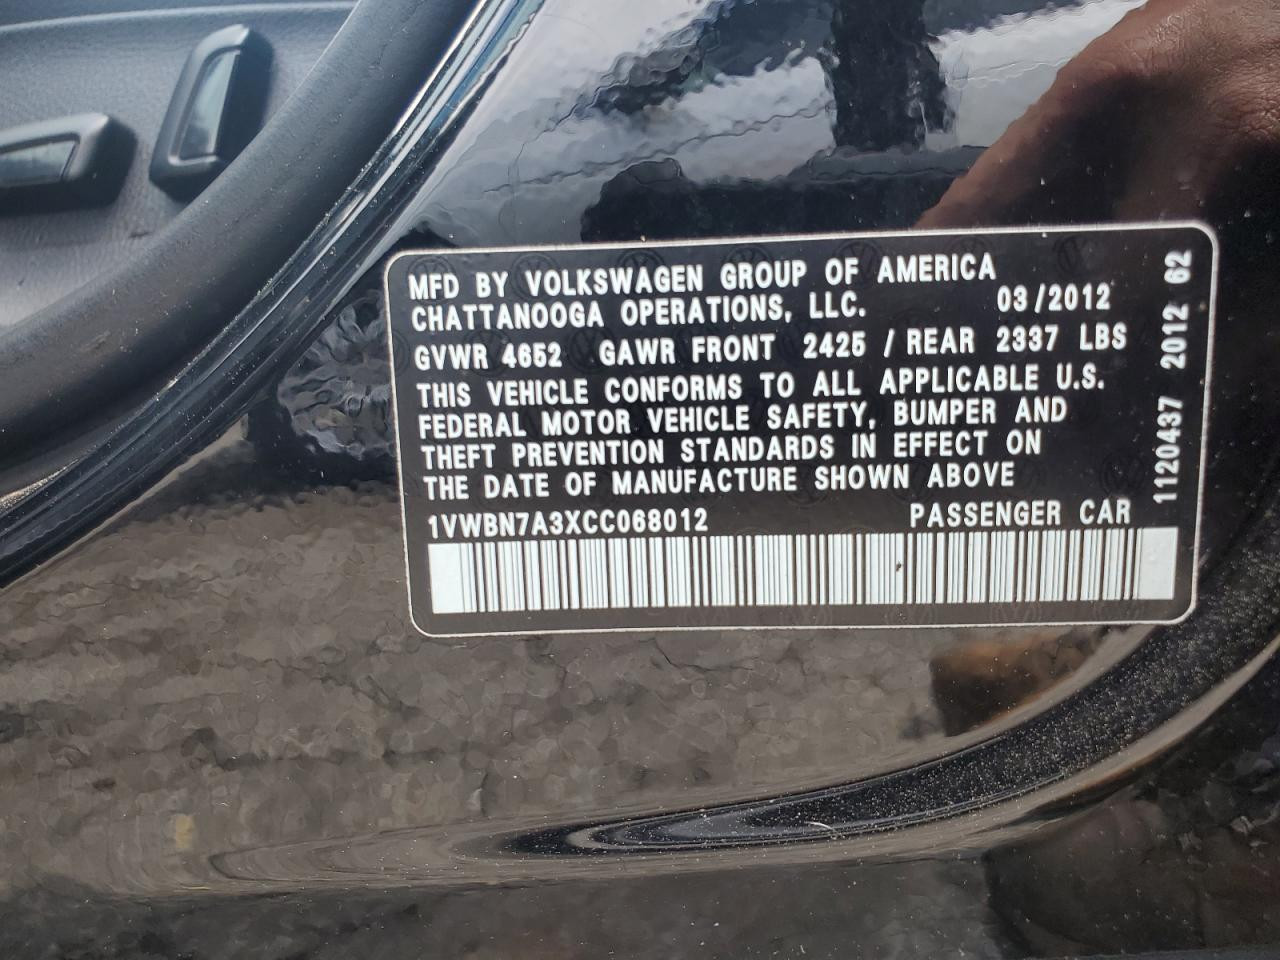 MFD BY VOLKSWAGEN GROUP OF AMERICA
CHATTANOOGA OPERATIONS, LLC. 03/2012
GVWR 4652 GAWR FRONT 2425 / REAR 2337 LBS
THIS VEHICLE CONFORMS TO ALL APPLICABLE U.S.
FEDERAL MOTOR VEHICLE SAFETY, BUMPER AND
THEFT PREVENTION STANDARDS IN EFFECT ON
THE DATE OF MANUFACTURE SHOWN ABOVE
1VWBN7A3XCC068012 PASSENGER CAR
1120437 2012 62